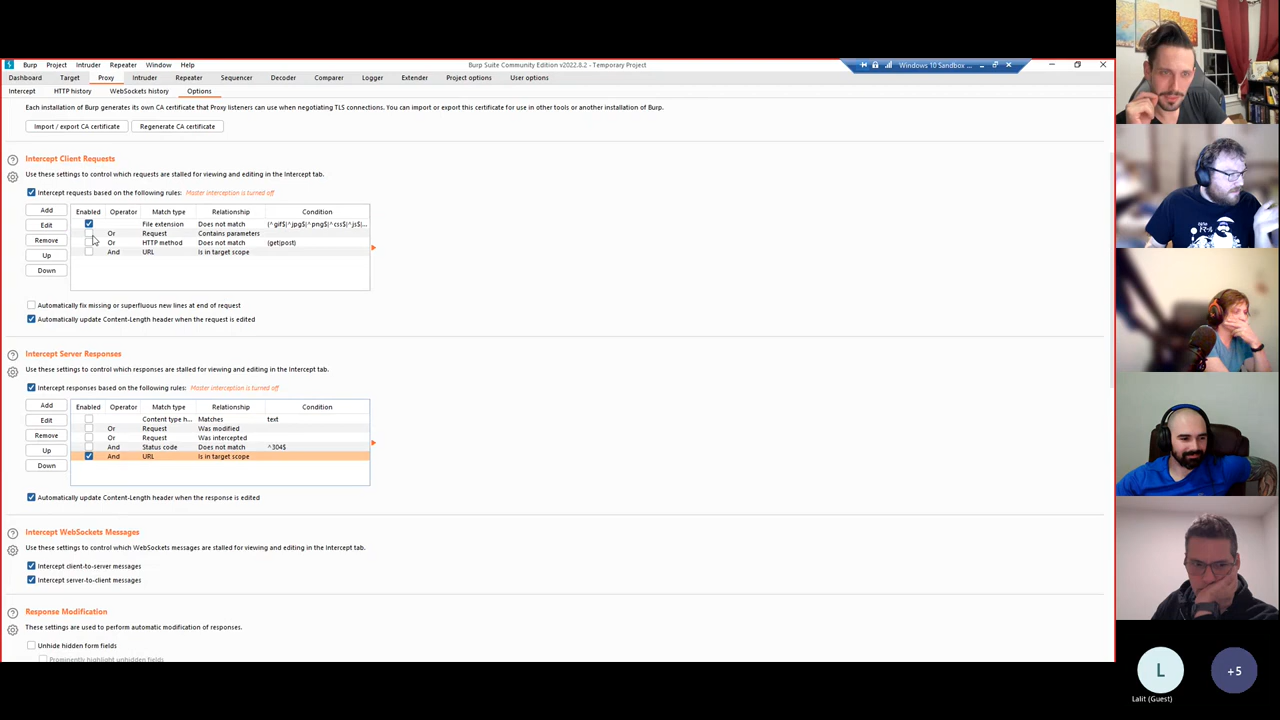 Burp Project Intruder Repeater Window Help
Burp Suite Community Edition v2022.8.2 - Temporary Project
Windows 10 Sandbox ...
Dashboard Target Proxy Intruder Repeater Sequencer Decoder Comparer Logger Extender Project options User options
Intercept HTTP history WebSockets history Options
Each installation of Burp generates its own CA certificate that Proxy listeners can use when negotiating TLS connections. You can import or export this certificate for use in other tools or another installation of Burp.
Import / export CA certificate Regenerate CA certificate
Intercept Client Requests
Use these settings to control which requests are stalled for viewing and editing in the Intercept tab.
Intercept requests based on the following rules: Master interception is turned off
Add
Edit
Remove
Up
Down
Enabled Operator Match type Relationship Condition
File extension Does not match (^gif$|^jpg$|^png$|^css$|^js$|...
Or Request Contains parameters
Or HTTP method Does not match (get|post)
And URL Is in target scope
Automatically fix missing or superfluous new lines at end of request
Automatically update Content-Length header when the request is edited
Intercept Server Responses
Use these settings to control which responses are stalled for viewing and editing in the Intercept tab.
Intercept responses based on the following rules: Master interception is turned off
Add
Edit
Remove
Up
Down
Enabled Operator Match type Relationship Condition
Content type h... Matches text
Or Request Was modified
Or Request Was intercepted
And Status code Does not match ^304$
And URL Is in target scope
Automatically update Content-Length header when the response is edited
Intercept WebSockets Messages
Use these settings to control which WebSockets messages are stalled for viewing and editing in the Intercept tab.
Intercept client-to-server messages
Intercept server-to-client messages
Response Modification
These settings are used to perform automatic modification of responses.
Unhide hidden form fields
Prominently highlight unhidden fields
L
Lalit (Guest)
+5